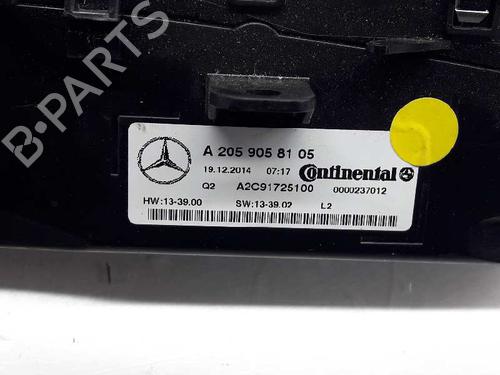 B-PARTS
A 205 905 81 05
19.12.2014 07:17 Continental
Q2 A2C91725100 0000237012
HW:13-39.00 SW:13-39.02 L2